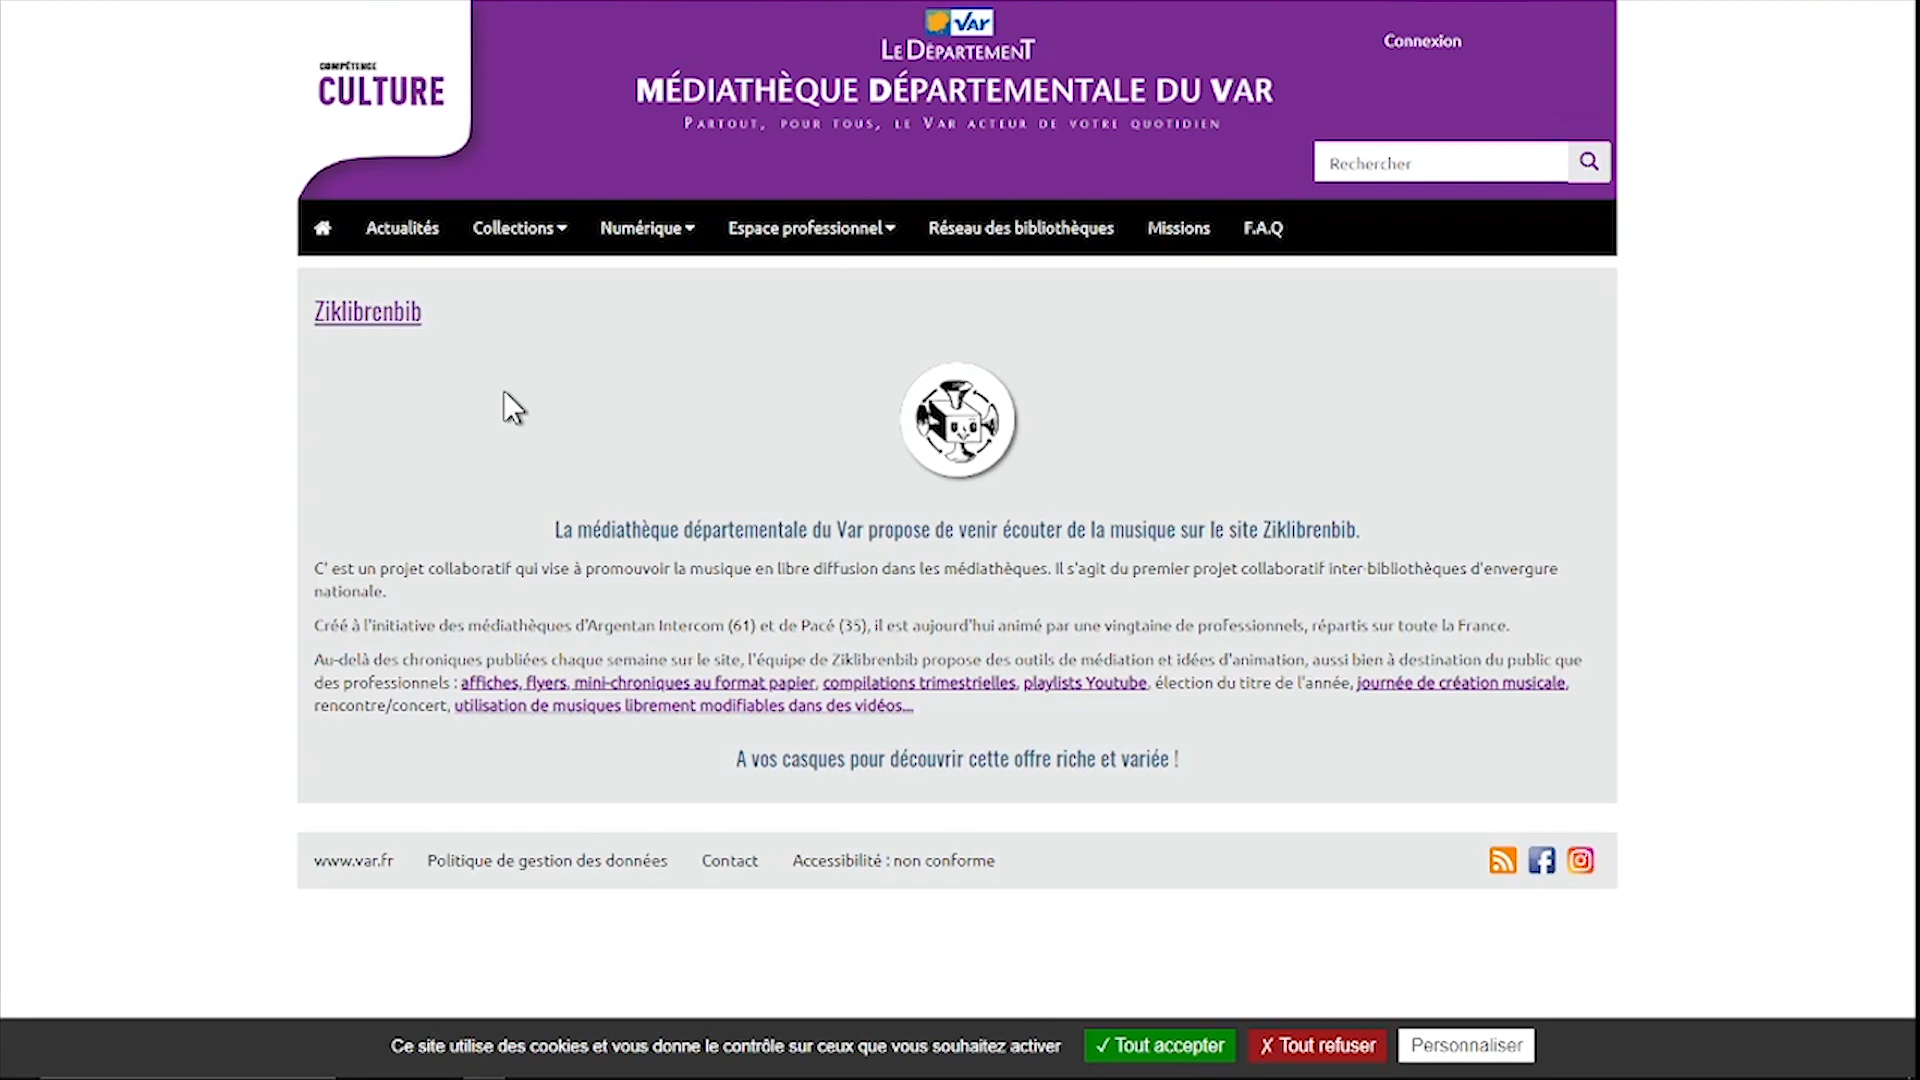 COMPÉTENCE
CULTURE
VAR
LE DÉPARTEMENT
MÉDIATHÈQUE DÉPARTEMENTALE DU VAR
PARTOUT, POUR TOUS, LE VAR ACTEUR DE VOTRE QUOTIDIEN
Connexion
Rechercher
Actualités Collections Numérique Espace professionnel Réseau des bibliothèques Missions F.A.Q
Ziklibrenbib
La médiathèque départementale du Var propose de venir écouter de la musique sur le site Ziklibrenbib.
C' est un projet collaboratif qui vise à promouvoir la musique en libre diffusion dans les médiathèques. Il s'agit du premier projet collaboratif inter-bibliothèques d'envergure
nationale.
Créé à l'initiative des médiathèques d'Argentan Intercom (61) et de Pacé (35), il est aujourd'hui animé par une vingtaine de professionnels, répartis sur toute la France.
Au-delà des chroniques publiées chaque semaine sur le site, l'équipe de Ziklibrenbib propose des outils de médiation et idées d'animation, aussi bien à destination du public que
des professionnels : affiches, flyers, mini-chroniques au format papier, compilations trimestrielles, playlists Youtube, élection du titre de l'année, journée de création musicale,
rencontre/concert, utilisation de musiques librement modifiables dans des vidéos...
A vos casques pour découvrir cette offre riche et variée !
www.var.fr Politique de gestion des données Contact Accessibilité : non conforme
Ce site utilise des cookies et vous donne le contrôle sur ceux que vous souhaitez activer ✓ Tout accepter ✗ Tout refuser Personnaliser